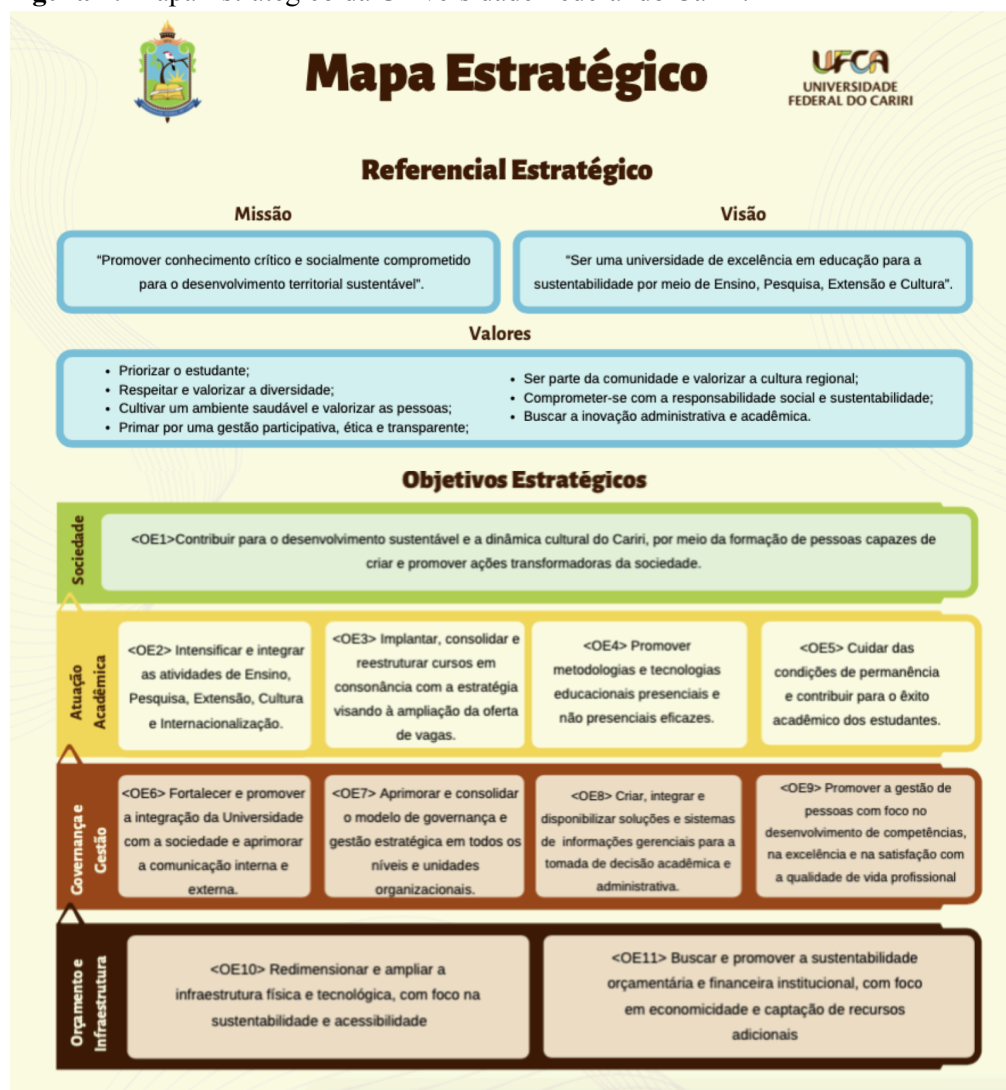 Mapa Estratégico
UFCA
UNIVERSIDADE
FEDERAL DO CARIRI
Referencial Estratégico
Missão
"Promover conhecimento crítico e socialmente comprometido
para o desenvolvimento territorial sustentável".
Visão
"Ser uma universidade de excelência em educação para a
sustentabilidade por meio de Ensino, Pesquisa, Extensão e Cultura".
Valores
• Priorizar o estudante;
• Respeitar e valorizar a diversidade;
• Cultivar um ambiente saudável e valorizar as pessoas;
• Primar por uma gestão participativa, ética e transparente;
• Ser parte da comunidade e valorizar a cultura regional;
• Comprometer-se com a responsabilidade social e sustentabilidade;
• Buscar a inovação administrativa e acadêmica.
Objetivos Estratégicos
Sociedade
<OE1>Contribuir para o desenvolvimento sustentável e a dinâmica cultural do Cariri, por meio da formação de pessoas capazes de
criar e promover ações transformadoras da sociedade.
Atuação
Acadêmica
<OE2> Intensificar e integrar
as atividades de Ensino,
Pesquisa, Extensão, Cultura
e Internacionalização.
<OE3> Implantar, consolidar e
reestruturar cursos em
consonância com a estratégia
visando à ampliação da oferta
de vagas.
<OE4> Promover
metodologias e tecnologias
educacionais presenciais e
não presenciais eficazes.
<OE5> Cuidar das
condições de permanência
e contribuir para o êxito
acadêmico dos estudantes.
Governança e
Gestão
<OE6> Fortalecer e promover
a integração da Universidade
com a sociedade e aprimorar
a comunicação interna e
externa.
<OE7> Aprimorar e consolidar
o modelo de governança e
gestão estratégica em todos os
níveis e unidades
organizacionais.
<OE8> Criar, integrar e
disponibilizar soluções e sistemas
de informações gerenciais para a
tomada de decisão acadêmica e
administrativa.
<OE9> Promover a gestão de
pessoas com foco no
desenvolvimento de competências,
na excelência e na satisfação com
a qualidade de vida profissional
Orçamento e
Infraestrutura
<OE10> Redimensionar e ampliar a
infraestrutura física e tecnológica, com foco na
sustentabilidade e acessibilidade
<OE11> Buscar e promover a sustentabilidade
orçamentária e financeira institucional, com foco
em economicidade e captação de recursos
adicionais